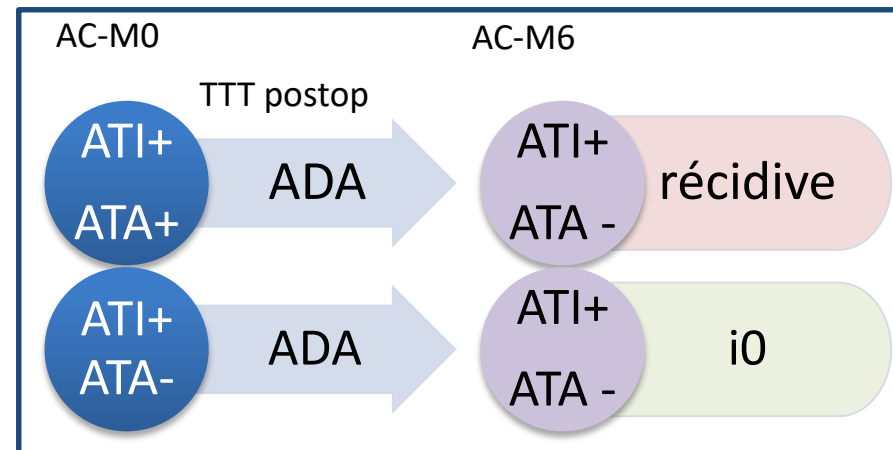 AC-M0
AC-M6
TTT postop
ATI+
ATA+
ADA
ATI+
ATA -
récidive
ATI+
ATA-
ADA
ATI+
ATA -
i0